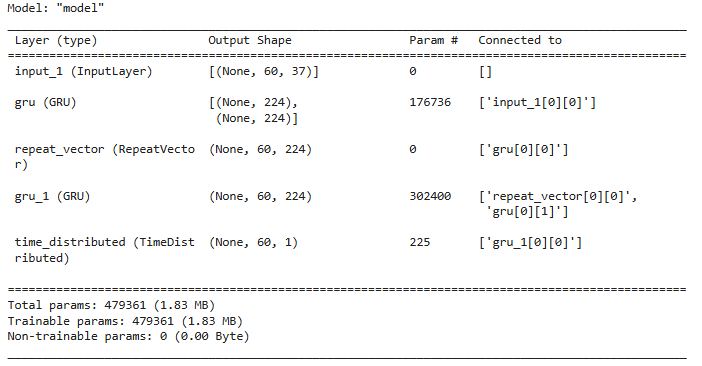 Model: "model"
Layer (type) Output Shape Param # Connected to
input_1 (InputLayer) [(None, 60, 37)] 0 []
gru (GRU) [(None, 224), 176736 ['input_1[0][0]']
(None, 224)]
repeat_vector (RepeatVecto (None, 60, 224) 0 ['gru[0][0]']
r)
gru_1 (GRU) (None, 60, 224) 302400 ['repeat_vector[0][0]',
'gru[0][1]']
time_distributed (TimeDist (None, 60, 1) 225 ['gru_1[0][0]']
ributed)
Total params: 479361 (1.83 MB)
Trainable params: 479361 (1.83 MB)
Non-trainable params: 0 (0.00 Byte)